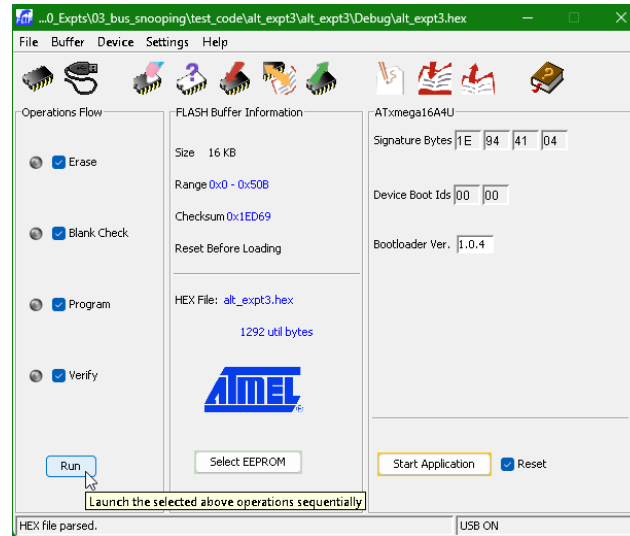 ...0_Expts\03_bus_snooping\test_code\alt_expt3\alt_expt3\Debug\alt_expt3.hex
File Buffer Device Settings Help
Operations Flow
Erase
Blank Check
Program
Verify
Run
FLASH Buffer Information
Size 16 KB
Range 0x0 - 0x50B
Checksum 0x1ED69
Reset Before Loading
HEX File: alt_expt3.hex
1292 util bytes
ATMEL
Select EEPROM
ATxmega16A4U
Signature Bytes 1E 94 41 04
Device Boot Ids 00 00
Bootloader Ver. 1.0.4
Start Application Reset
Launch the selected above operations sequentially
HEX file parsed. USB ON